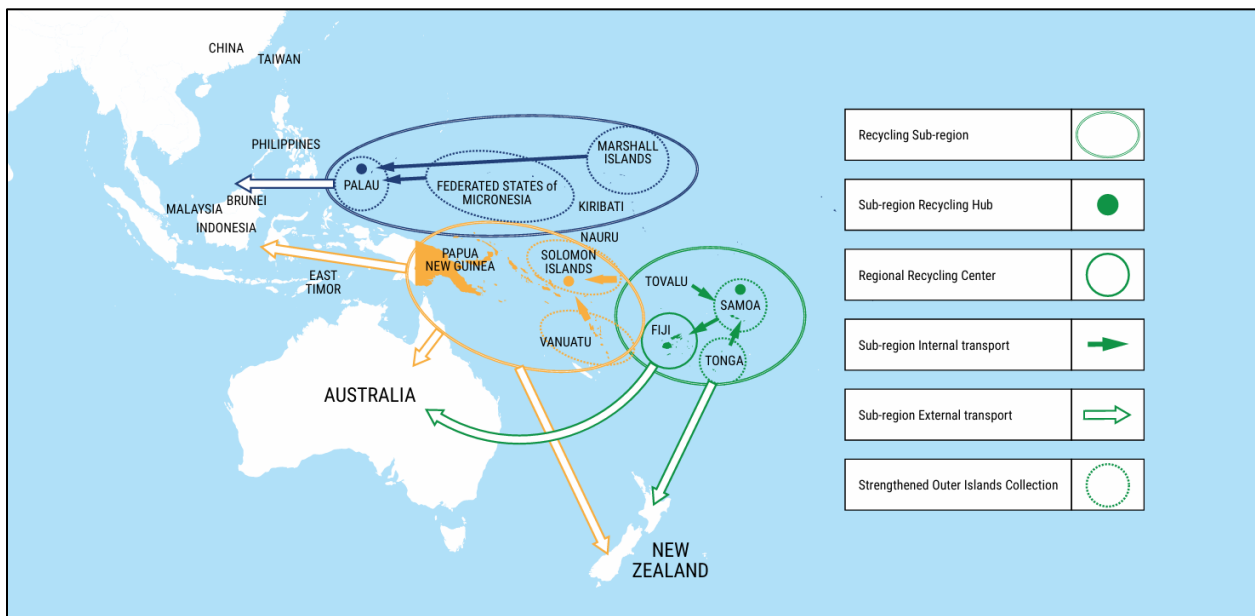 CHINA
TAIWAN
PHILIPPINES
MARSHALL
ISLANDS
PALAU
FEDERATED STATES of
MICRONESIA
KIRIBATI
BRUNEI
MALAYSIA
INDONESIA
NAURU
PAPUA
NEW GUINEA
SOLOMON
ISLANDS
EAST
TIMOR
TOVALU
SAMOA
FIJI
VANUATU
TONGA
AUSTRALIA
NEW
ZEALAND
Recycling Sub-region
Sub-region Recycling Hub
Regional Recycling Center
Sub-region Internal transport
Sub-region External transport
Strengthened Outer Islands Collection